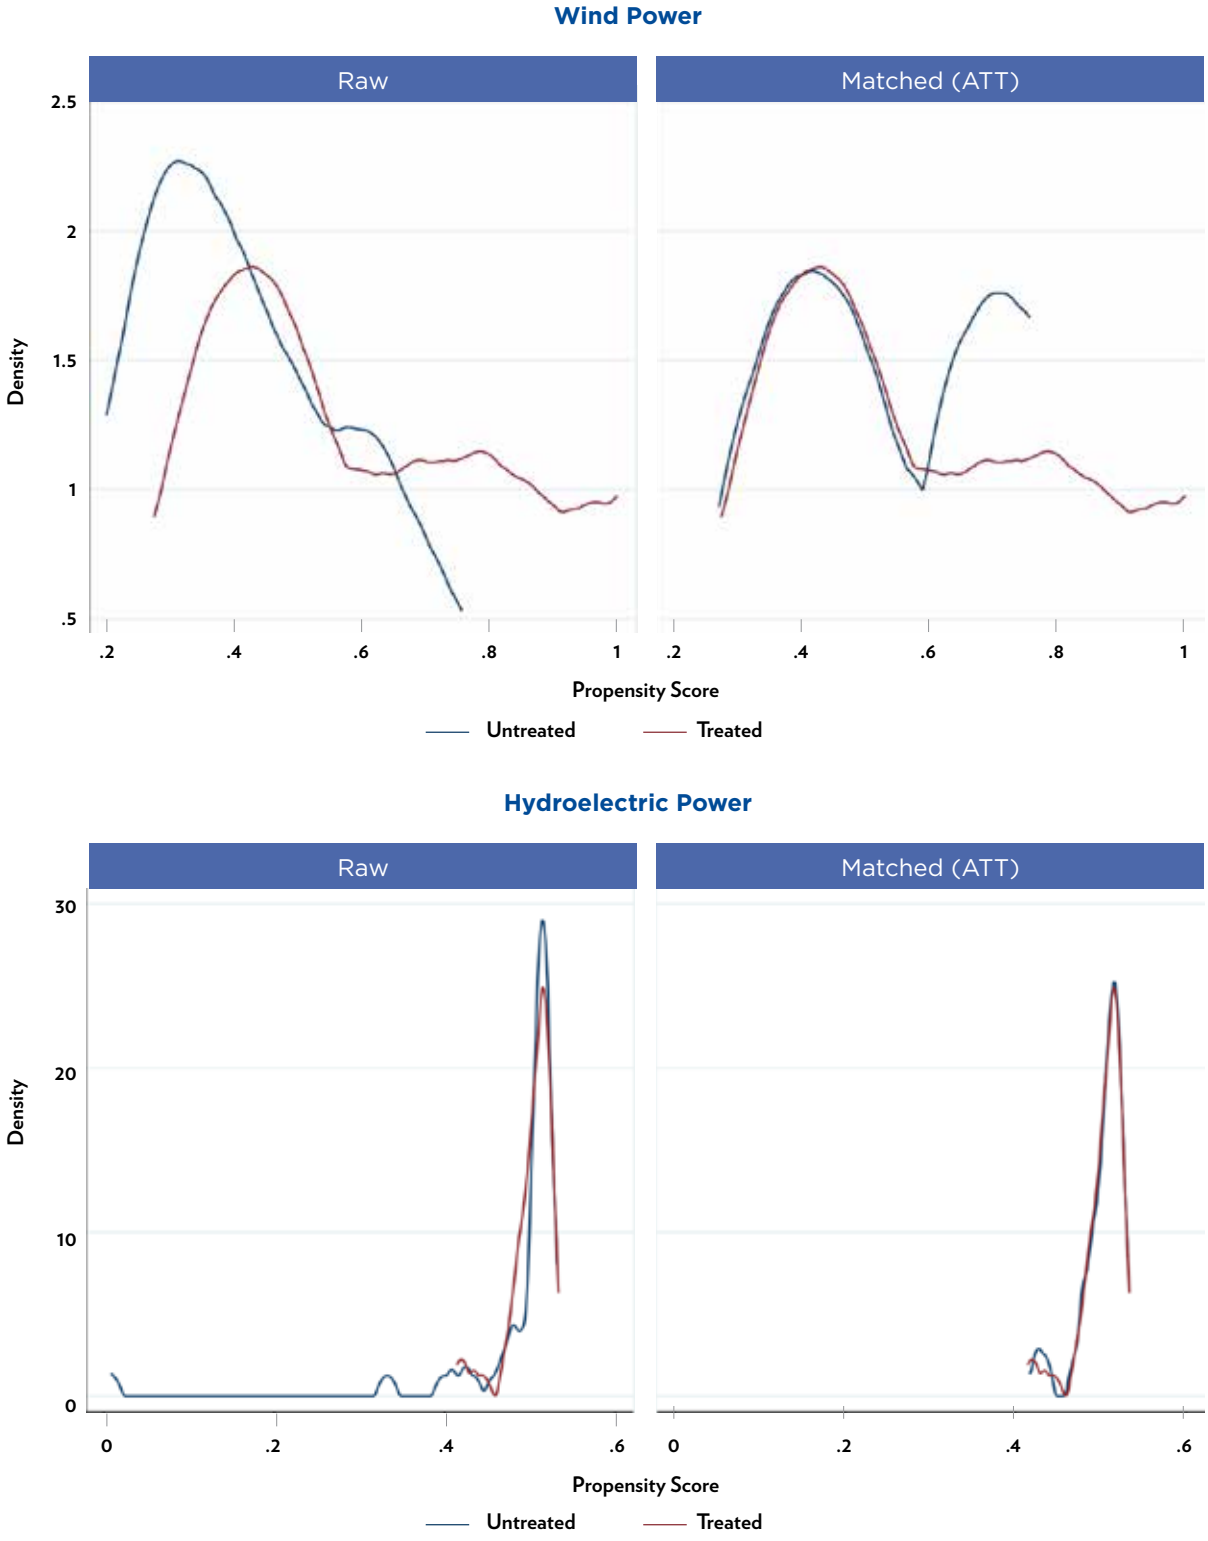 Wind Power
Raw
Matched (ATT)
2.5
2
1.5
1
.5
Density
.2 .4 .6 .8 1
.2 .4 .6 .8 1
Propensity Score
Untreated Treated
Hydroelectric Power
Raw
Matched (ATT)
30
20
10
0
Density
0 .2 .4 .6
0 .2 .4 .6
Propensity Score
Untreated Treated